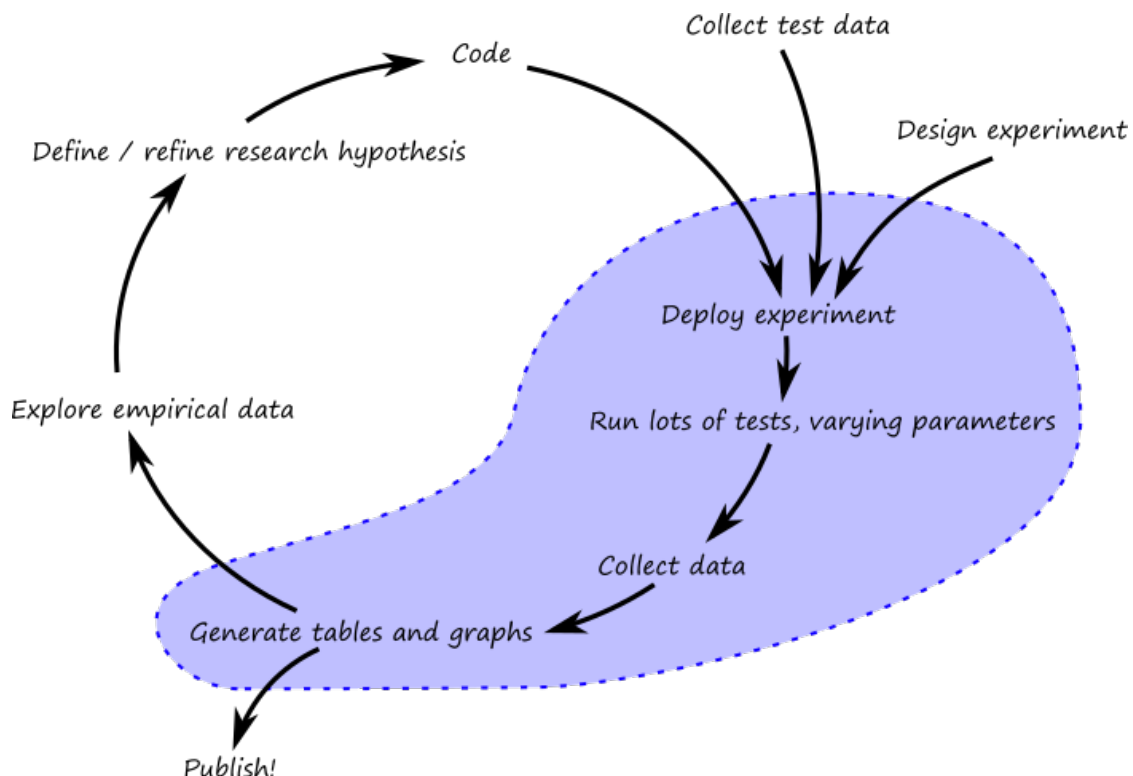 Collect test data
Code
Design experiment
Define / refine research hypothesis
Deploy experiment
Explore empirical data
Run lots of tests, varying parameters
Collect data
Generate tables and graphs
Publish!